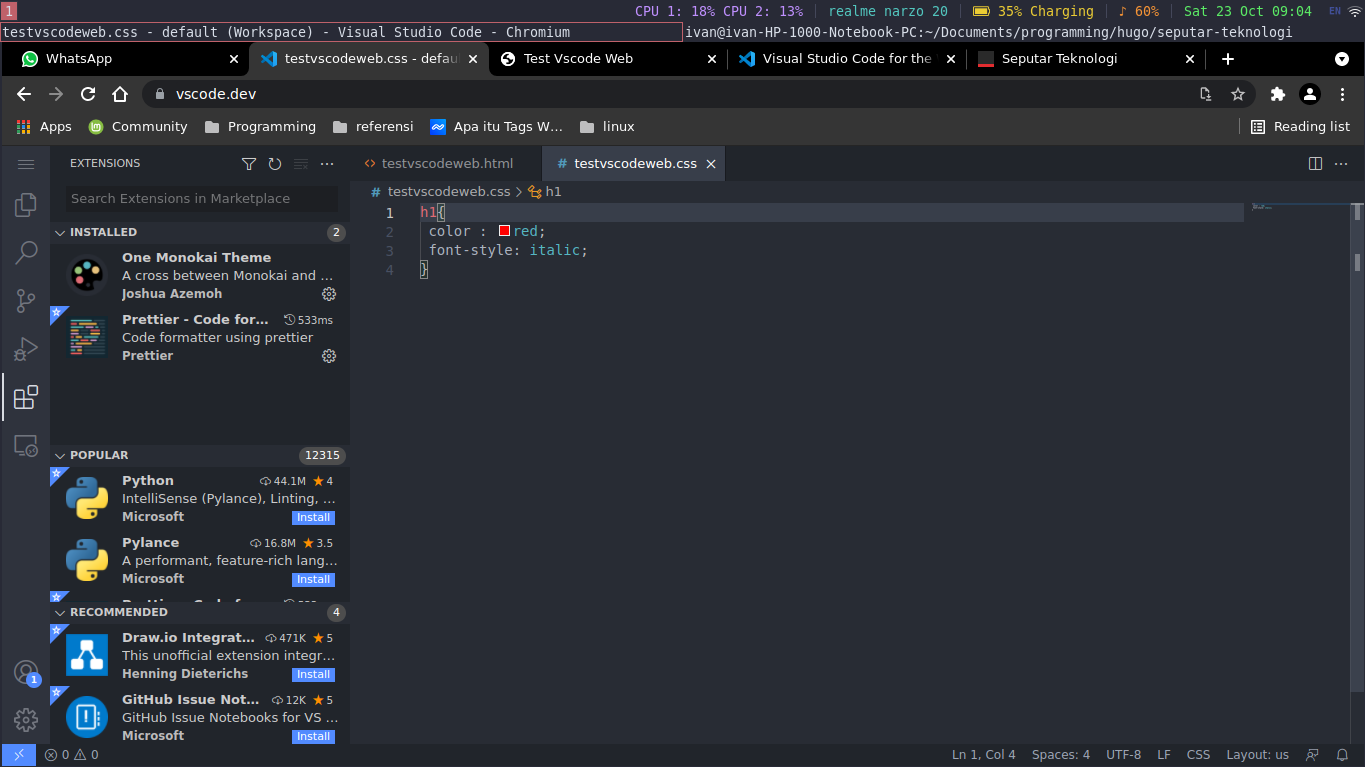 1
CPU 1: 18% CPU 2: 13% realme narzo 20 35% Charging ♪ 60% Sat 23 Oct 09:04 EN
testvscodeweb.css - default (Workspace) - Visual Studio Code - Chromium
ivan@ivan-HP-1000-Notebook-PC:~/Documents/programming/hugo/seputar-teknologi
WhatsApp
testvscodeweb.css - defau
Test Vscode Web
Visual Studio Code for the
Seputar Teknologi
vscode.dev
Apps Community Programming referensi Apa itu Tags W... linux Reading list
EXTENSIONS
Search Extensions in Marketplace
INSTALLED 2
One Monokai Theme
A cross between Monokai and ...
Joshua Azemoh
Prettier - Code for... 533ms
Code formatter using prettier
Prettier
POPULAR 12315
Python 44.1M 4
IntelliSense (Pylance), Linting, ...
Microsoft Install
Pylance 16.8M 3.5
A performant, feature-rich lang...
Microsoft Install
RECOMMENDED 4
Draw.io Integrat... 471K 5
This unofficial extension integr...
Henning Dieterichs Install
GitHub Issue Not... 12K 5
GitHub Issue Notebooks for VS ...
Microsoft Install
1
testvscodeweb.html
# testvscodeweb.css
# testvscodeweb.css > h1
1 h1{
2 color : red;
3 font-style: italic;
4 }
0 0
Ln 1, Col 4 Spaces: 4 UTF-8 LF CSS Layout: us